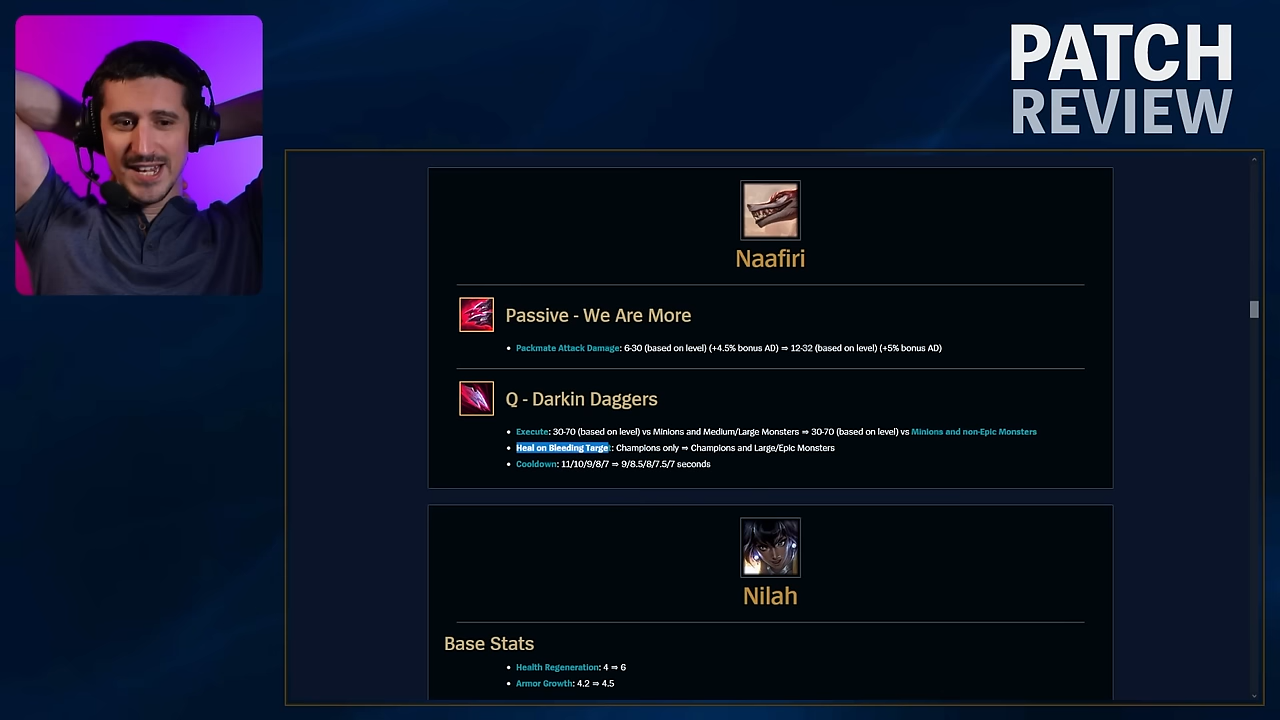 PATCH
REVIEW
Naafiri
Passive - We Are More
Packmate Attack Damage: 6-30 (based on level) (+4.5% bonus AD) ⇒ 12-32 (based on level) (+5% bonus AD)
Q - Darkin Daggers
Execute: 30-70 (based on level) vs Minions and Medium/Large Monsters ⇒ 30-70 (based on level) vs Minions and non-Epic Monsters
Heal on Bleeding Target: Champions only ⇒ Champions and Large/Epic Monsters
Cooldown: 11/10/9/8/7 ⇒ 9/8.5/8/7.5/7 seconds
Nilah
Base Stats
Health Regeneration: 4 ⇒ 6
Armor Growth: 4.2 ⇒ 4.5